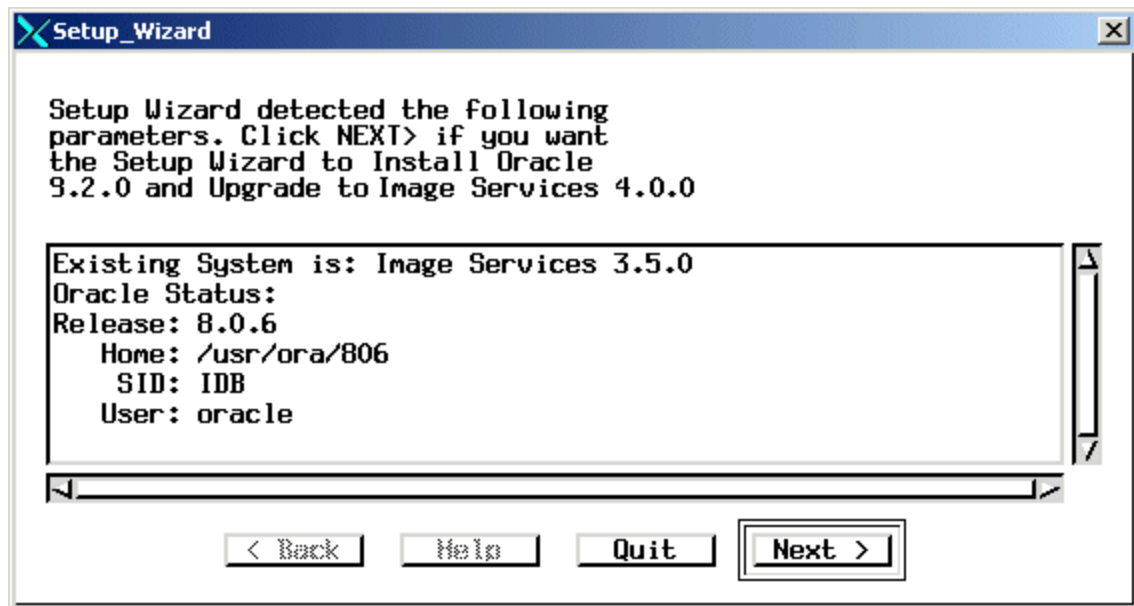 Setup_Wizard
Setup Wizard detected the following
parameters. Click NEXT> if you want
the Setup Wizard to Install Oracle
9.2.0 and Upgrade to Image Services 4.0.0
Existing System is: Image Services 3.5.0
Oracle Status:
Release: 8.0.6
Home: /usr/ora/806
SID: IDB
User: oracle
< Back Help Quit Next >